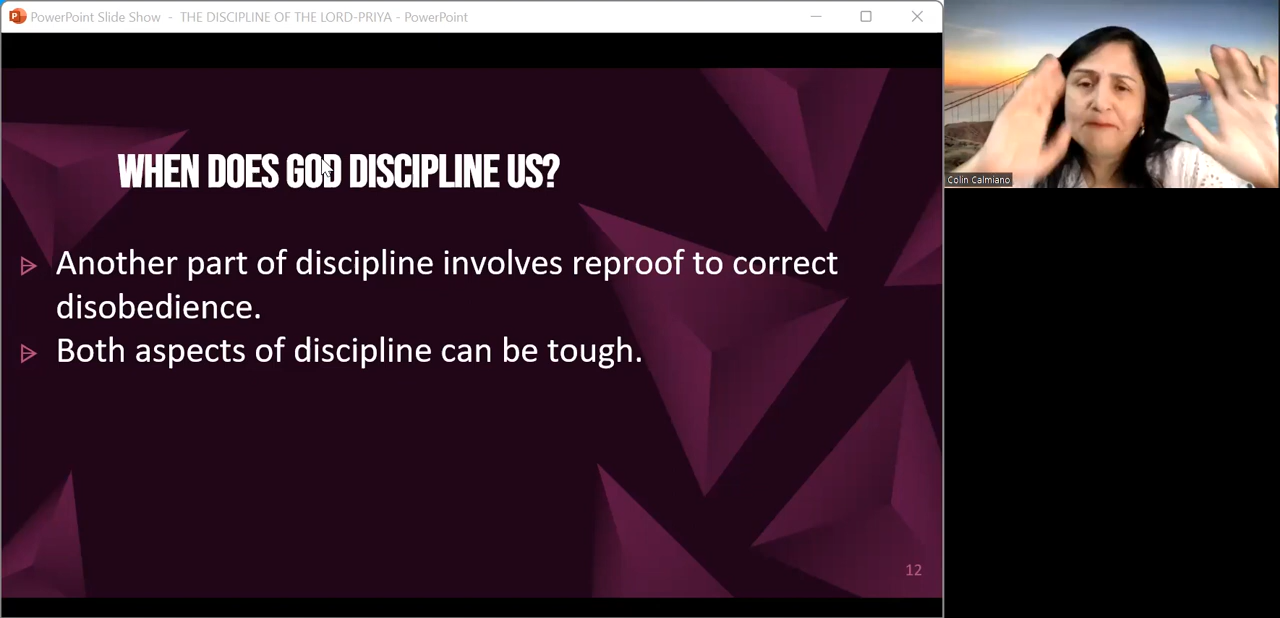 PowerPoint Slide Show - THE DISCIPLINE OF THE LORD-PRIYA - PowerPoint
WHEN DOES GOD DISCIPLINE US?
Another part of discipline involves reproof to correct
disobedience.
Both aspects of discipline can be tough.
12
Colin Calmiano